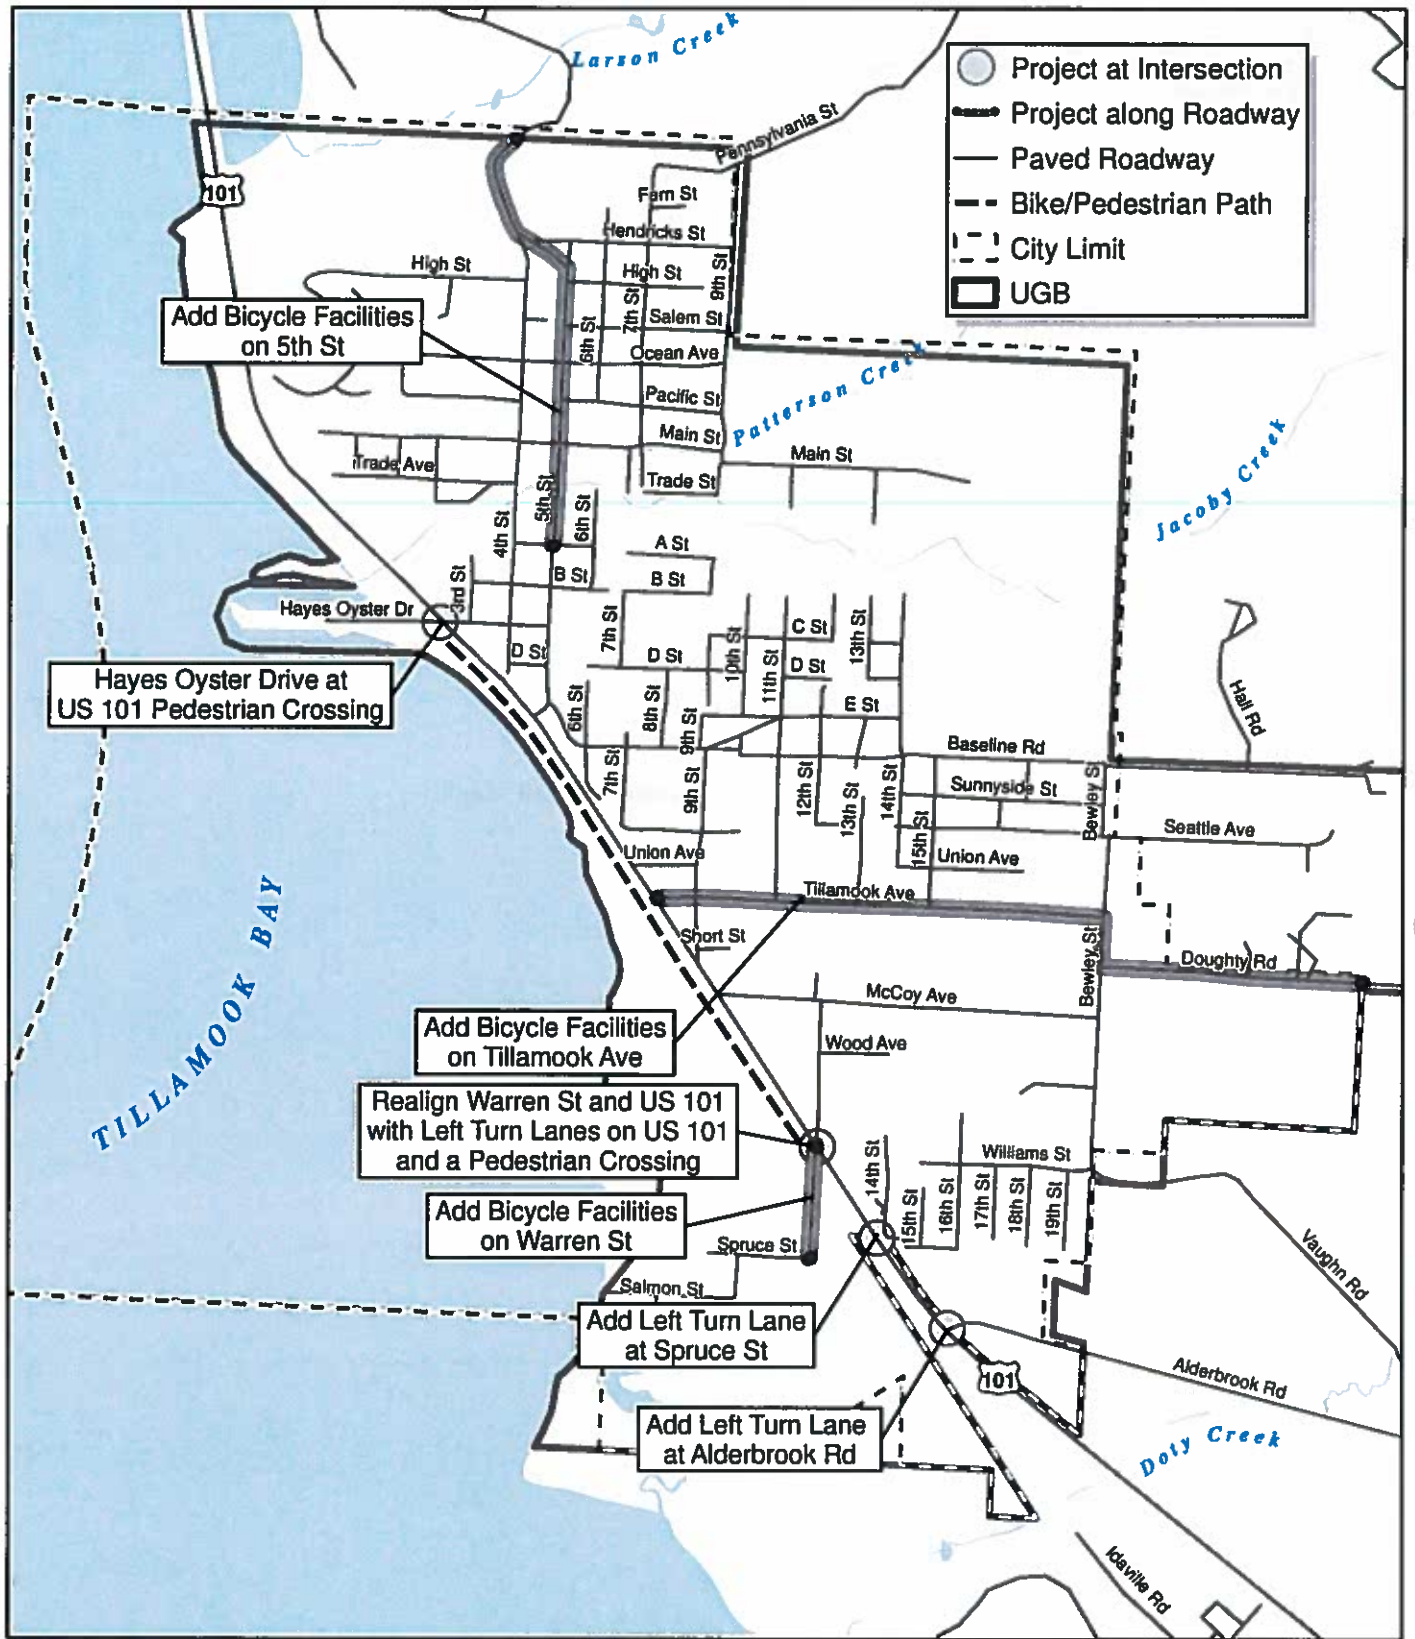 Larson Creek
Project at Intersection
Project along Roadway
Paved Roadway
Bike/Pedestrian Path
City Limit
UGB
Pennsylvania St
101
Fam St
Hendricks St
High St
High St
9th St
7th St
Salem St
6th St
Ocean Ave
Add Bicycle Facilities
on 5th St
Pacific St
Patterson Creek
Main St
Main St
Trade Ave
Trade St
Jacoby Creek
5th St
6th St
4th St
A St
B St
B St
3rd St
Hayes Oyster Dr
7th St
C St
13th St
10th St
D St
D St
11th St
D St
Hayes Oyster Drive at
US 101 Pedestrian Crossing
6th St
8th St
9th St
E St
Hall Rd
Baseline Rd
7th St
9th St
12th St
13th St
14th St
Sunnyside St
Bewley St
Seattle Ave
15th St
Union Ave
Union Ave
Tillamook Ave
TILLAMOOK BAY
Short St
Bewley St
Doughty Rd
McCoy Ave
Add Bicycle Facilities
on Tillamook Ave
Wood Ave
Realign Warren St and US 101
with Left Turn Lanes on US 101
and a Pedestrian Crossing
14th St
Williams St
15th St
16th St
17th St
18th St
19th St
Add Bicycle Facilities
on Warren St
Spruce St
Vaughn Rd
Salmon St
Add Left Turn Lane
at Spruce St
101
Alderbrook Rd
Add Left Turn Lane
at Alderbrook Rd
Doty Creek
Idaville Rd